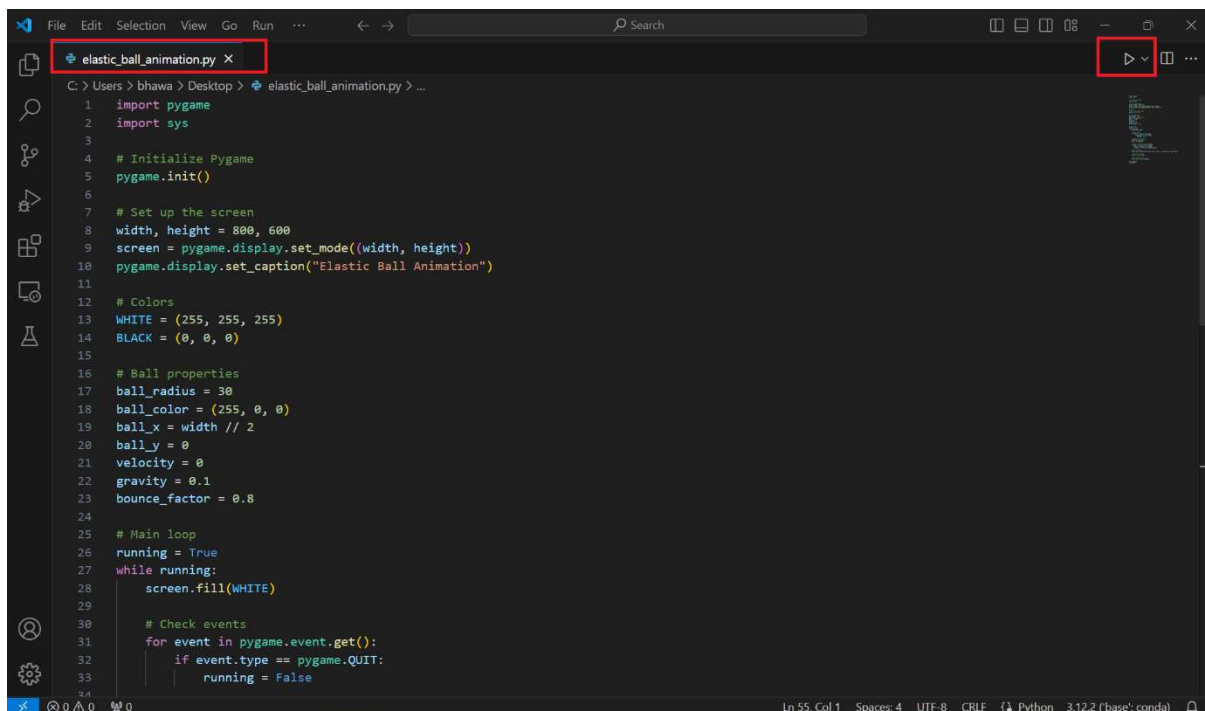 File Edit Selection View Go Run ··· ← → Search
elastic_ball_animation.py ×
C: > Users > bhawa > Desktop > elastic_ball_animation.py > ...
1 import pygame
2 import sys
3
4 # Initialize Pygame
5 pygame.init()
6
7 # Set up the screen
8 width, height = 800, 600
9 screen = pygame.display.set_mode((width, height))
10 pygame.display.set_caption("Elastic Ball Animation")
11
12 # Colors
13 WHITE = (255, 255, 255)
14 BLACK = (0, 0, 0)
15
16 # Ball properties
17 ball_radius = 30
18 ball_color = (255, 0, 0)
19 ball_x = width // 2
20 ball_y = 0
21 velocity = 0
22 gravity = 0.1
23 bounce_factor = 0.8
24
25 # Main loop
26 running = True
27 while running:
28     screen.fill(WHITE)
29
30     # Check events
31     for event in pygame.event.get():
32         if event.type == pygame.QUIT:
33             running = False
34
0 0 0 Ln 55, Col 1 Spaces: 4 UTF-8 CRLF Python 3.12.2 ('base': conda)